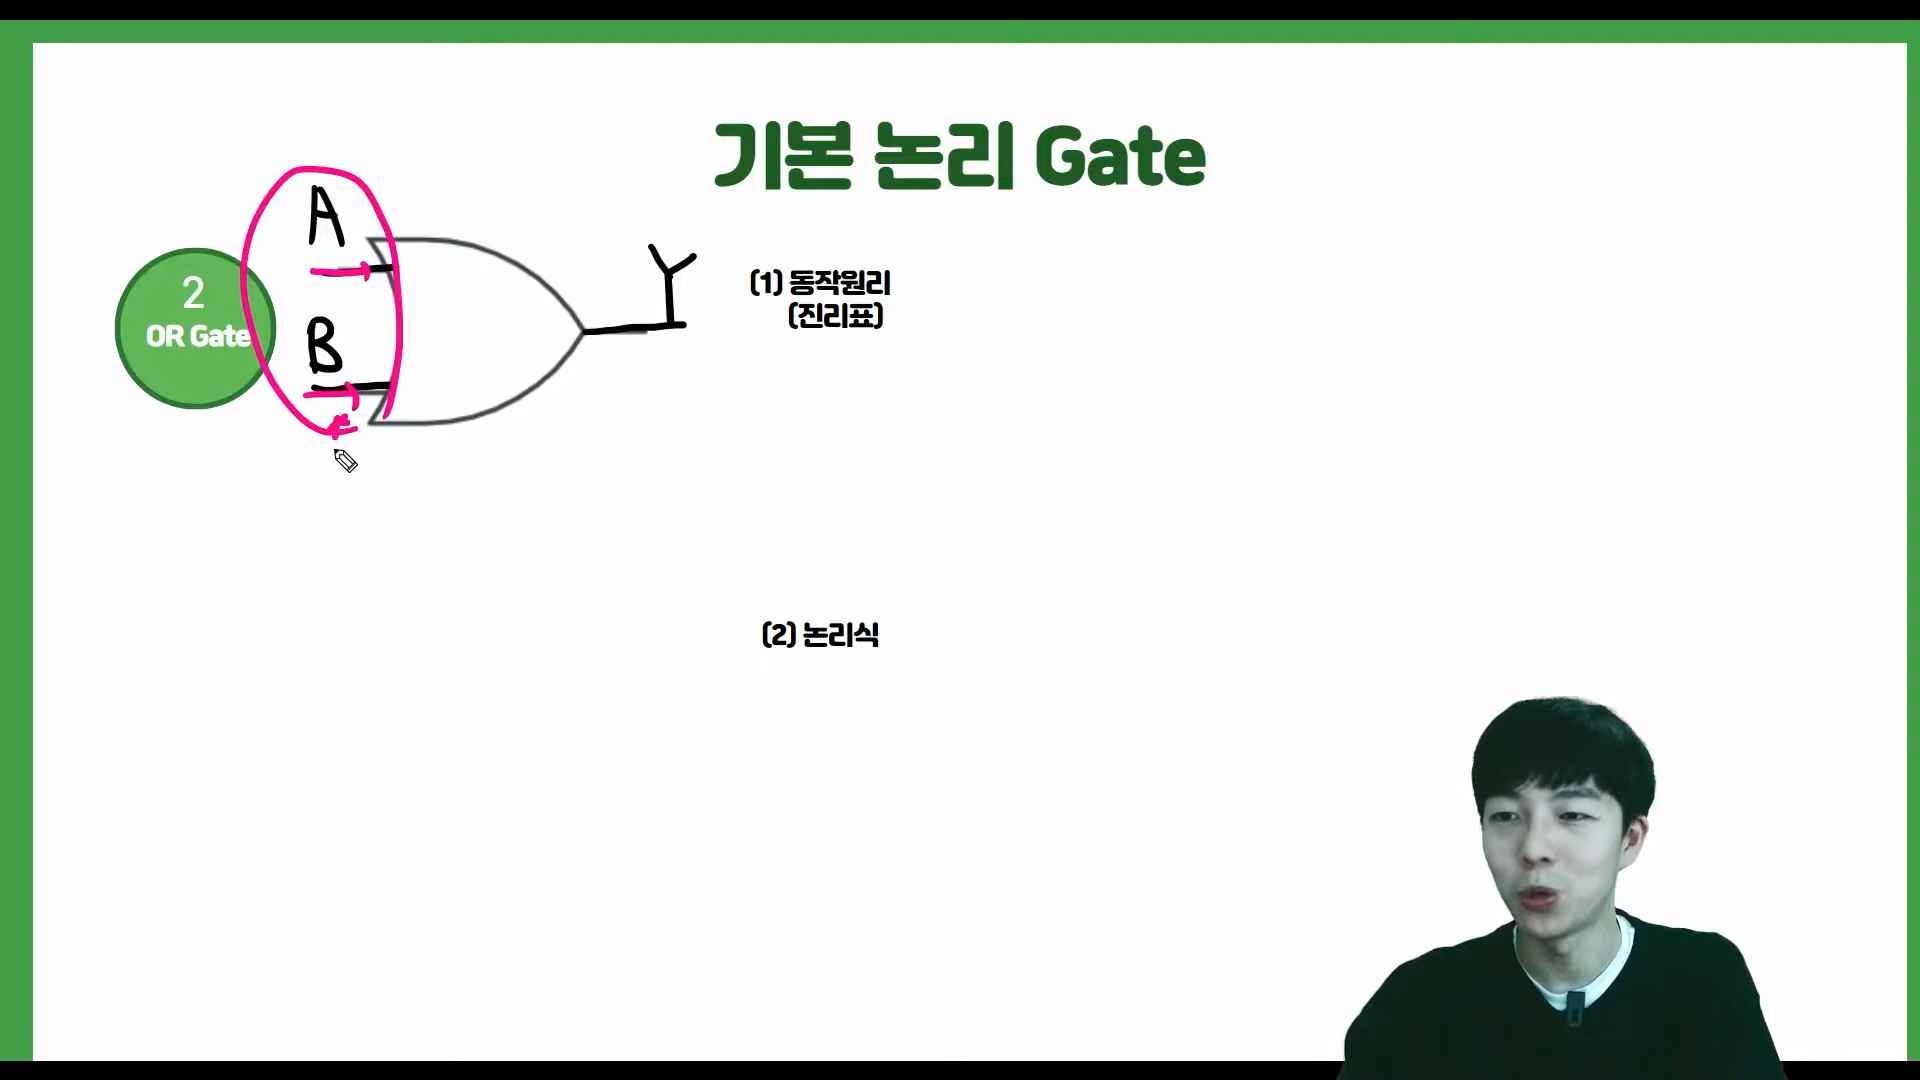 기본 논리 Gate
A
2
OR Gate
B
Y
(1) 동작원리
(진리표)
(2) 논리식